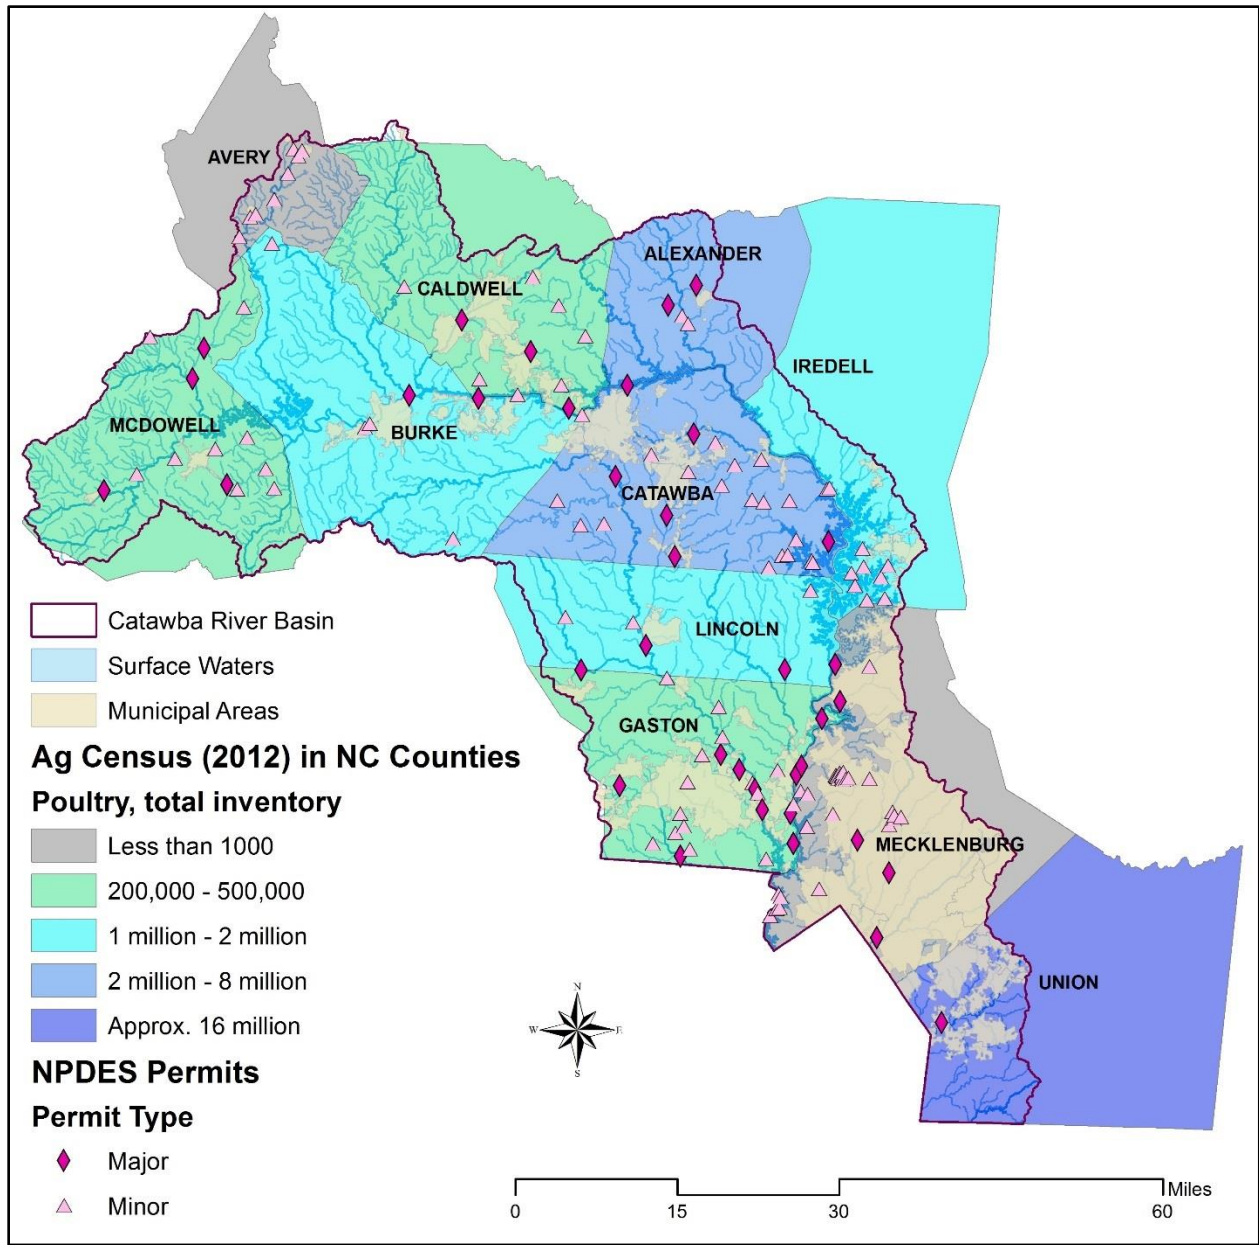 AVERY
ALEXANDER
CALDWELL
IREDELL
MCDOWELL
BURKE
CATAWBA
LINCOLN
GASTON
MECKLENBURG
UNION
Catawba River Basin
Surface Waters
Municipal Areas
Ag Census (2012) in NC Counties
Poultry, total inventory
Less than 1000
200,000 - 500,000
1 million - 2 million
2 million - 8 million
Approx. 16 million
NPDES Permits
Permit Type
Major
Minor
N
W E
S
Miles
0 15 30 60